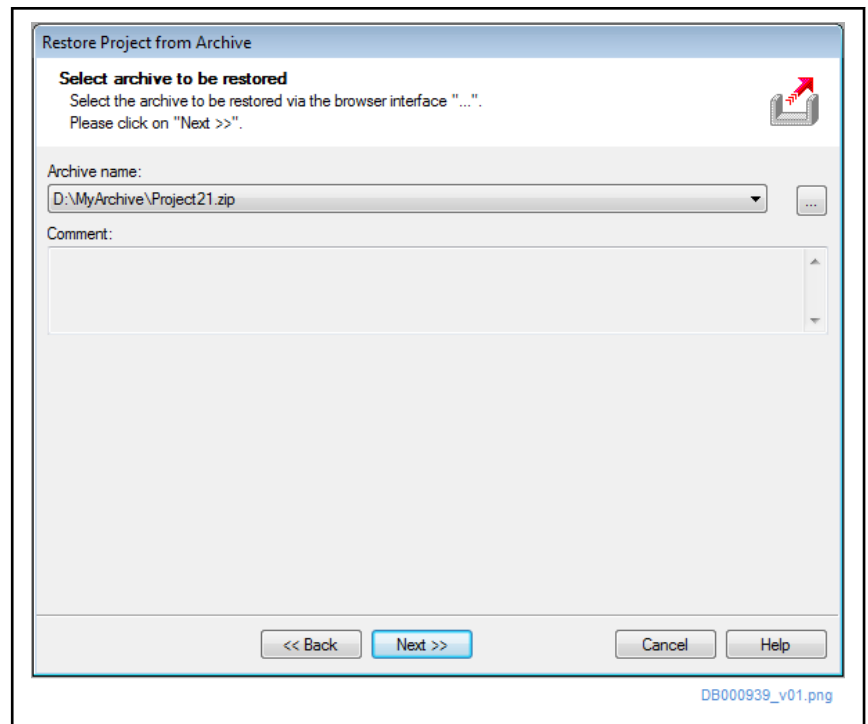 Restore Project from Archive
Select archive to be restored
Select the archive to be restored via the browser interface "...".
Please click on "Next >>".
Archive name:
D:\MyArchive\Project21.zip
...
Comment:
<< Back Next >> Cancel Help
DB000939_v01.png